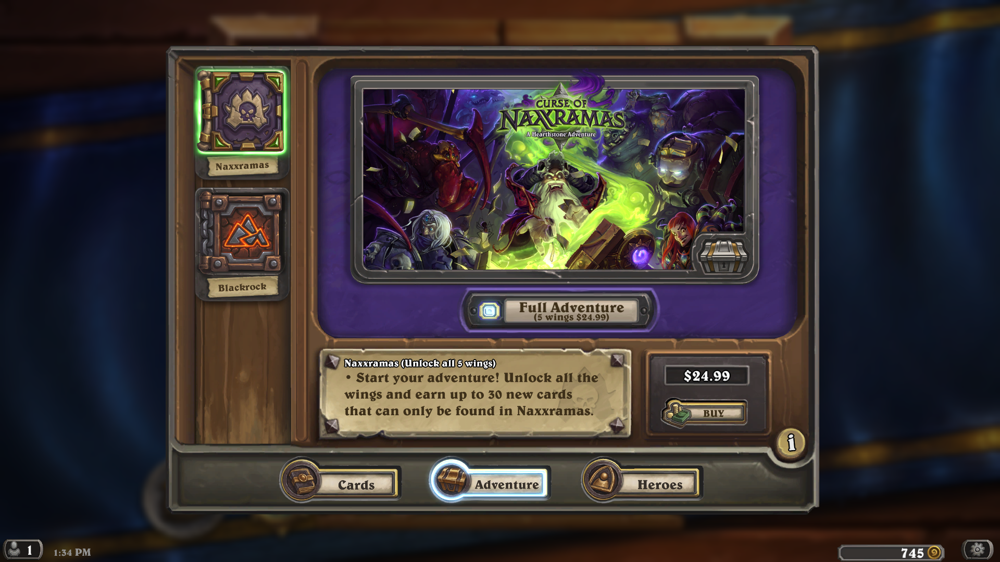 CURSE OF
NAXXRAMAS
A Hearthstone Adventure
Naxxramas
Blackrock
Full Adventure
(5 wings $24.99)
Naxxramas (Unlock all 5 wings)
• Start your adventure! Unlock all the
wings and earn up to 30 new cards
that can only be found in Naxxramas.
$24.99
BUY
i
Cards
Adventure
Heroes
1
1:34 PM
745